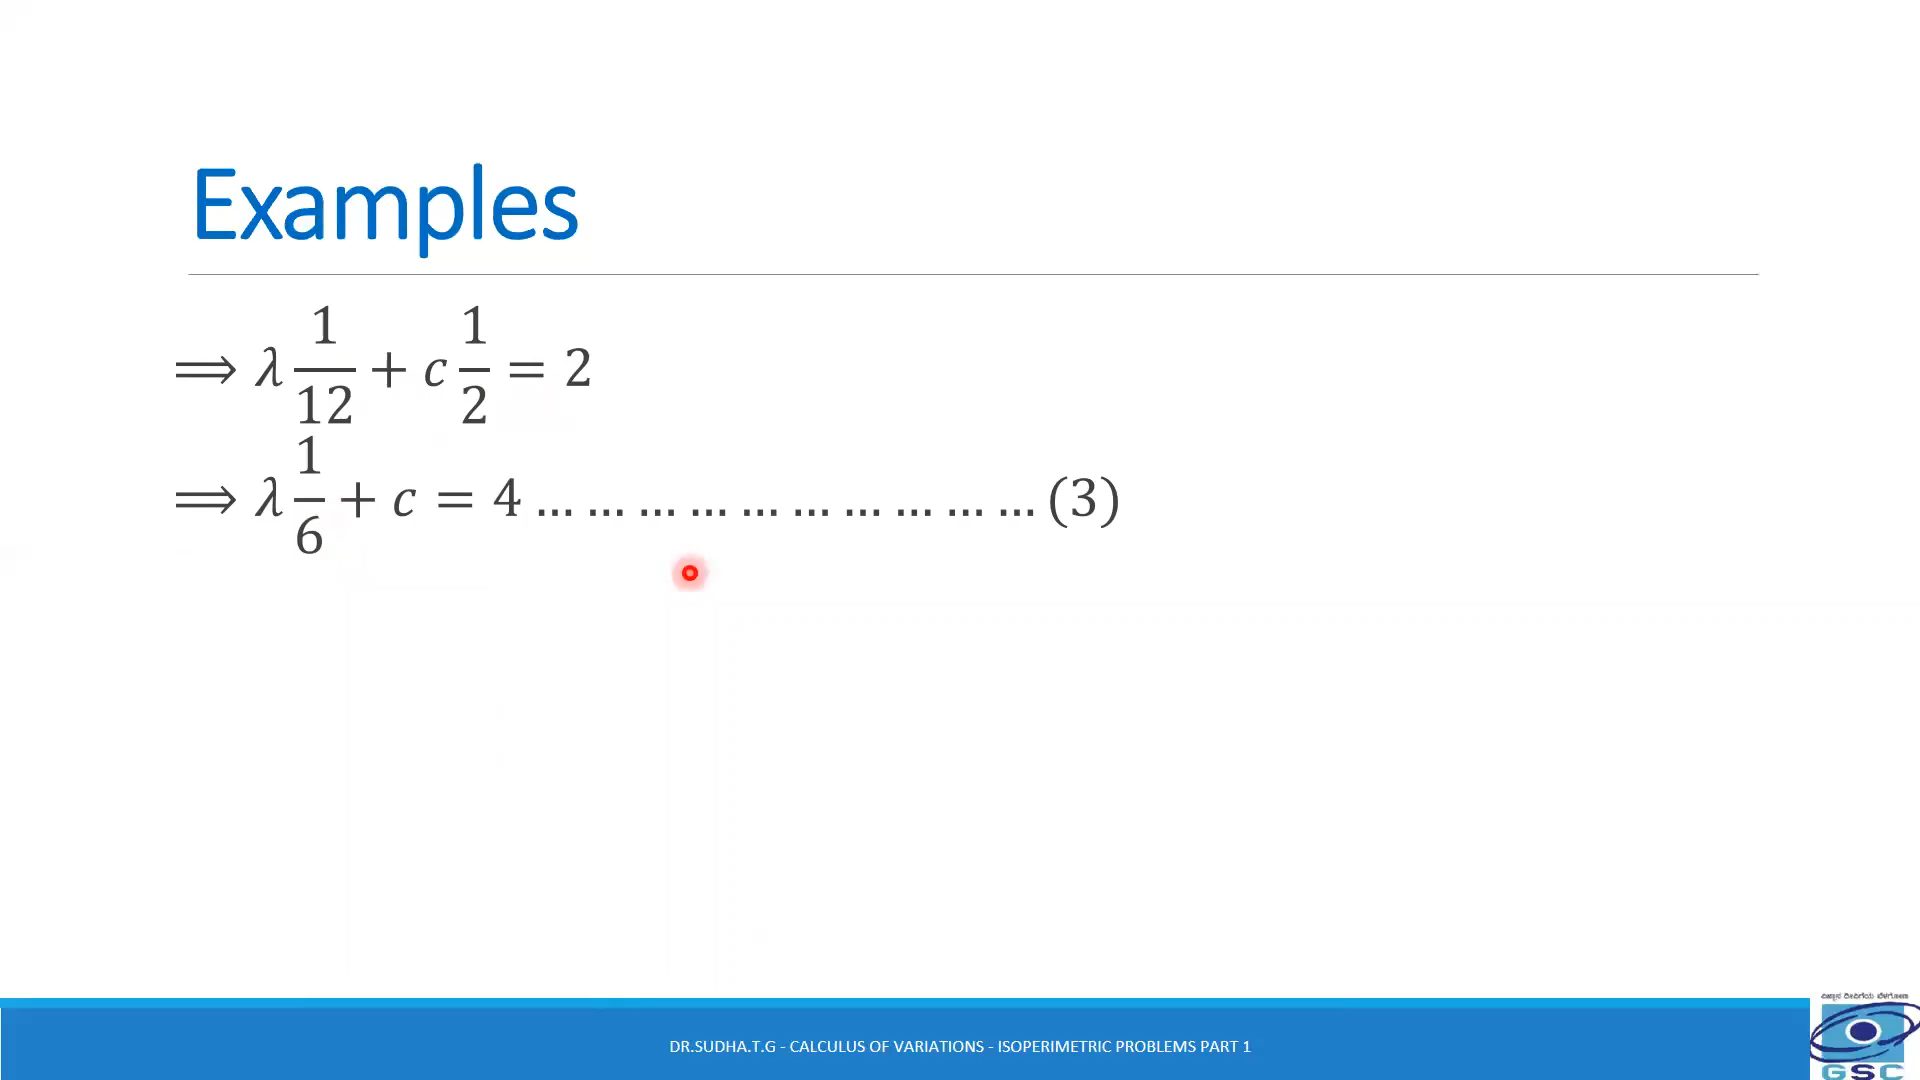 Examples
⟹ λ 1/12 + c 1/2 = 2
⟹ λ 1/6 + c = 4 … … … … … … … … … … (3)
DR.SUDHA.T.G - CALCULUS OF VARIATIONS - ISOPERIMETRIC PROBLEMS PART 1
GSC